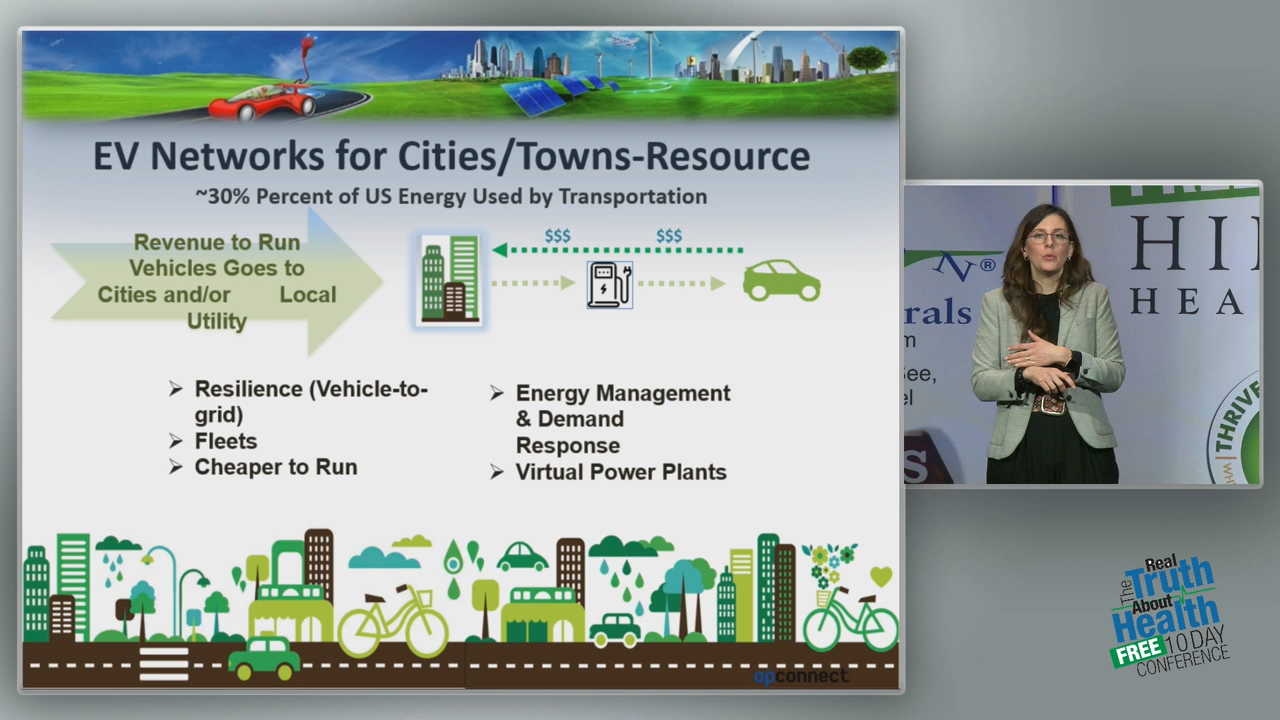 EV Networks for Cities/Towns-Resource
~30% Percent of US Energy Used by Transportation
Revenue to Run
Vehicles Goes to
Cities and/or Local
Utility
$$$ $$$
➢ Resilience (Vehicle-to-
grid)
➢ Fleets
➢ Cheaper to Run
➢ Energy Management
& Demand
Response
➢ Virtual Power Plants
opconnect
N®
rals
m
See,
el
S
HI
HEA
THRIVE
WH
The
Real
Truth
About
Health
FREE 10 DAY
CONFERENCE